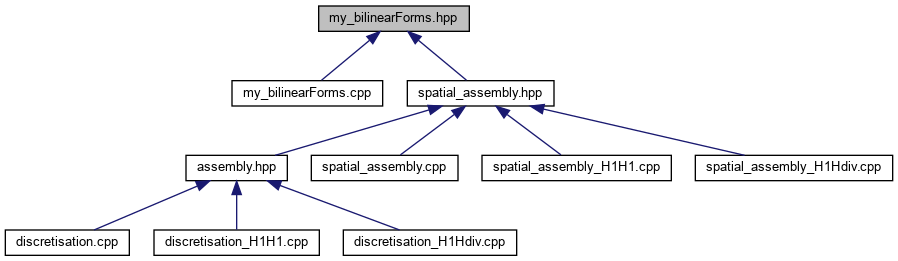 my_bilinearForms.hpp
my_bilinearForms.cpp
spatial_assembly.hpp
assembly.hpp
spatial_assembly.cpp
spatial_assembly_H1H1.cpp
spatial_assembly_H1Hdiv.cpp
discretisation.cpp
discretisation_H1H1.cpp
discretisation_H1Hdiv.cpp